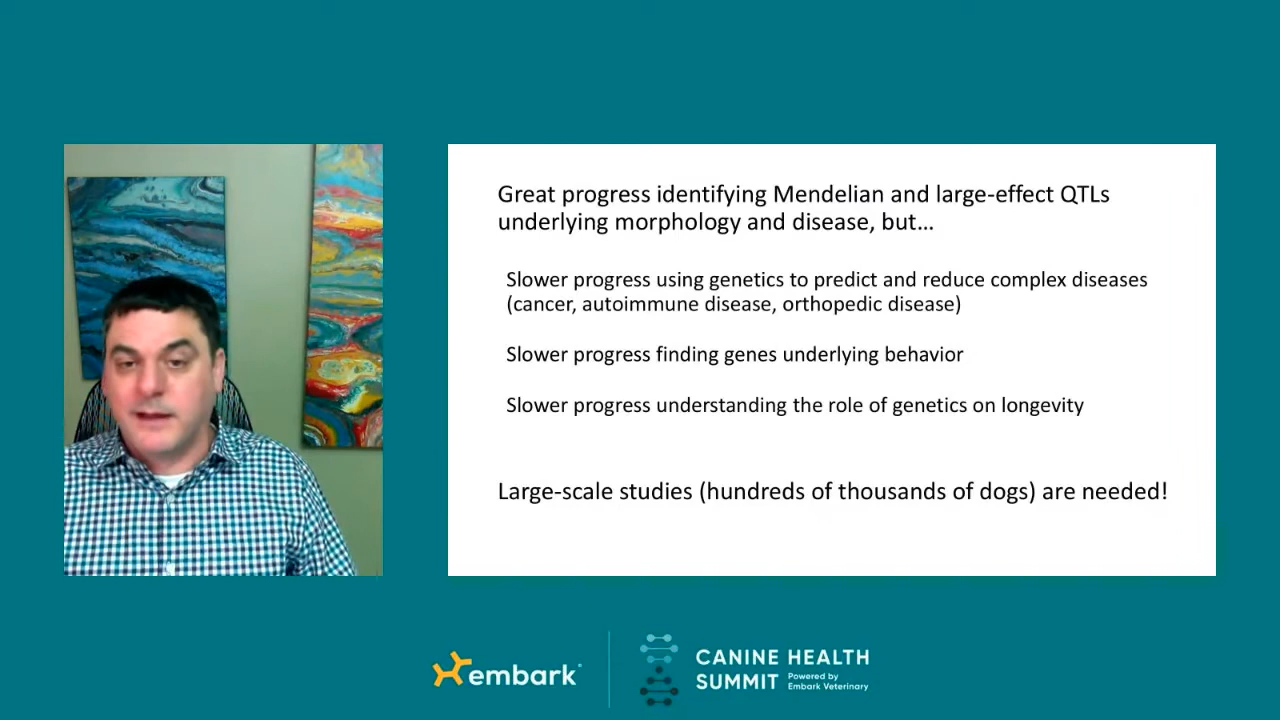 Great progress identifying Mendelian and large-effect QTLs
underlying morphology and disease, but...
Slower progress using genetics to predict and reduce complex diseases
(cancer, autoimmune disease, orthopedic disease)
Slower progress finding genes underlying behavior
Slower progress understanding the role of genetics on longevity
Large-scale studies (hundreds of thousands of dogs) are needed!
embark®
CANINE HEALTH
SUMMIT
Powered by
Embark Veterinary